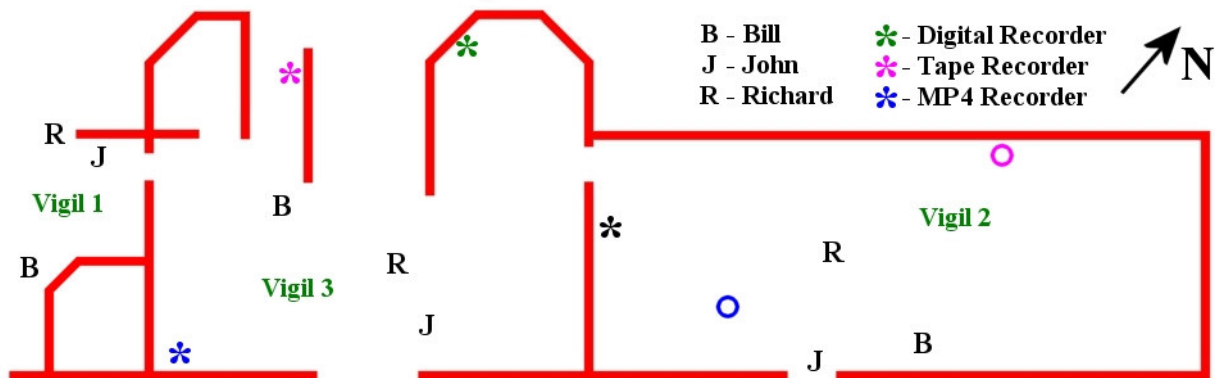 B - Bill
J - John
R - Richard
* - Digital Recorder
* - Tape Recorder
* - MP4 Recorder
N
R
J
Vigil 1
B
B
Vigil 3
R
J
Vigil 2
R
B
J